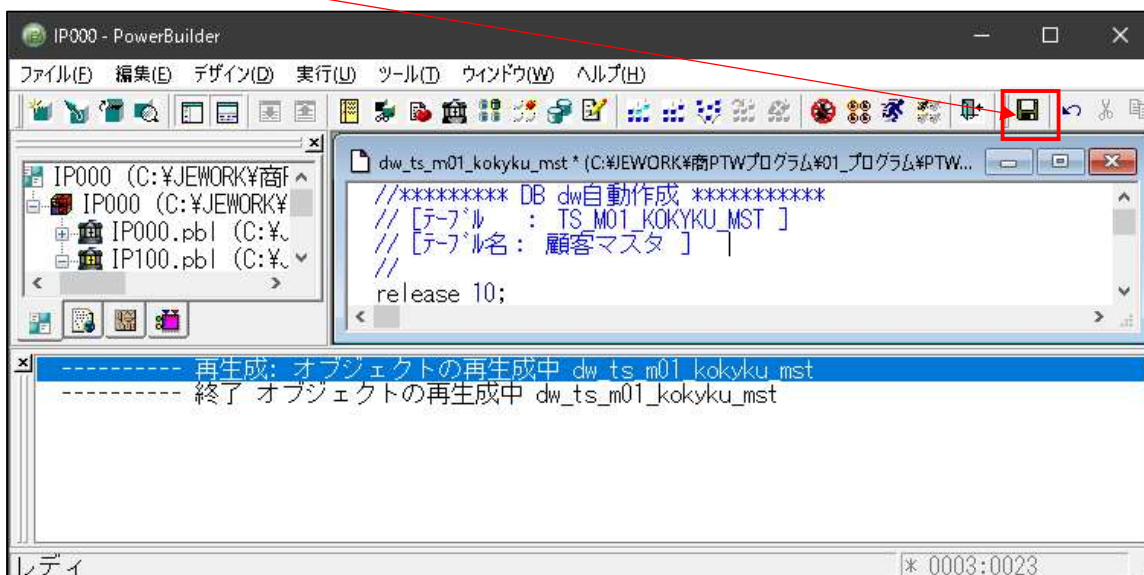 IP000 - PowerBuilder
ファイル(F) 編集(E) デザイン(D) 実行(U) ツール(T) ウィンドウ(W) ヘルプ(H)
IP000 (C:¥JEWORK¥商F
IP000 (C:¥JEWORK¥
IP000.pbl (C:¥
IP100.pbl (C:¥
dw_ts_m01_kokyku_mst * (C:¥JEWORK¥商PTWプログラム¥01_プログラム¥PTW...
//********* DB dw自動作成 ***********
// [テーブル : TS_M01_KOKYKU_MST ]
// [テーブル名 : 顧客マスタ ]
//
release 10;
---------- 再生成: オブジェクトの再生成中 dw_ts_m01_kokyku_mst
---------- 終了 オブジェクトの再生成中 dw_ts_m01_kokyku_mst
レディ
* 0003:0023